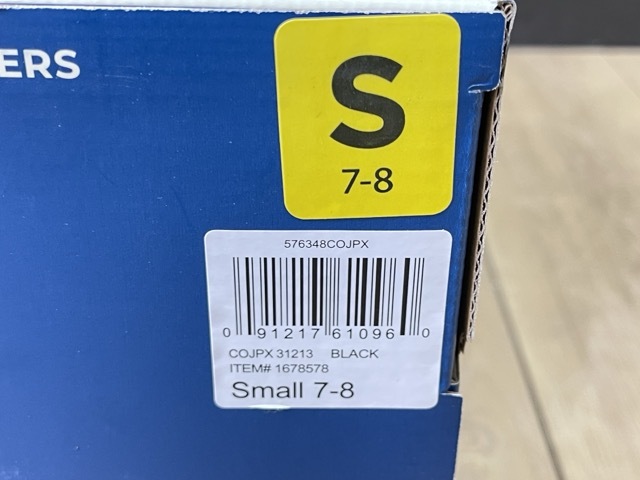 ERS
S
7-8
576348COJPX
0 91217 61096 0
COJPX 31213 BLACK
ITEM# 1678578
Small 7-8